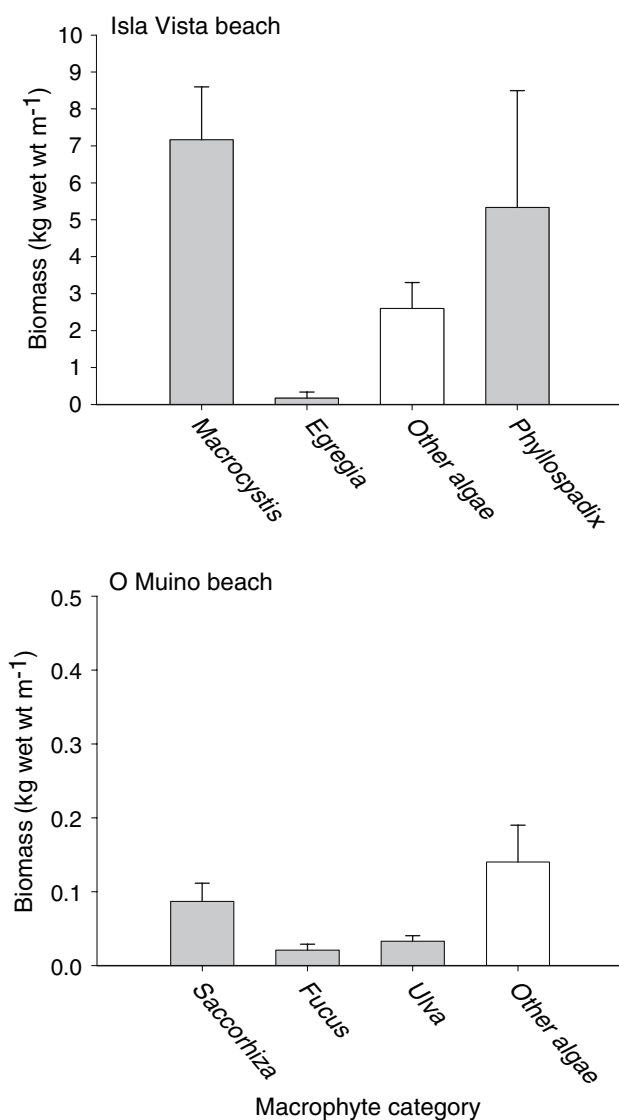 Isla Vista beach
10
9
8
7
6
5
4
3
2
1
0
Biomass (kg wet wt m-1)
Macrocystis
Egregia
Other algae
Phyllospadix
O Muino beach
0.5
0.4
0.3
0.2
0.1
0.0
Biomass (kg wet wt m-1)
Saccorhiza
Fucus
Ulva
Other algae
Macrophyte category